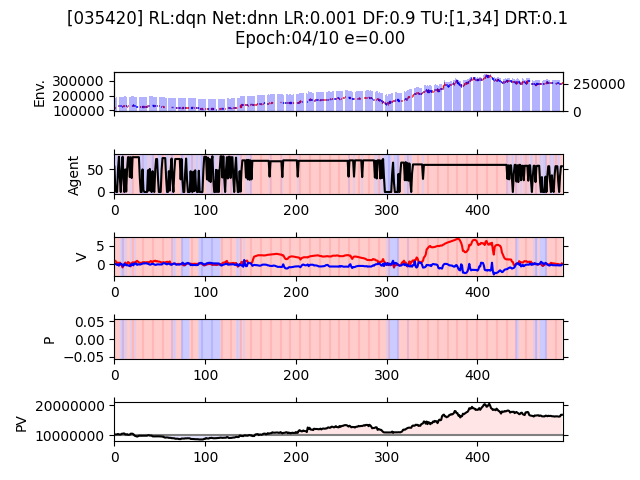 [035420] RL:dqn Net:dnn LR:0.001 DF:0.9 TU:[1,34] DRT:0.1
Epoch:04/10 e=0.00
Env.
300000
200000
100000
250000
0
Agent
50
0
0 100 200 300 400
V
5
0
0 100 200 300 400
P
0.05
0.00
−0.05
0 100 200 300 400
PV
20000000
10000000
0 100 200 300 400